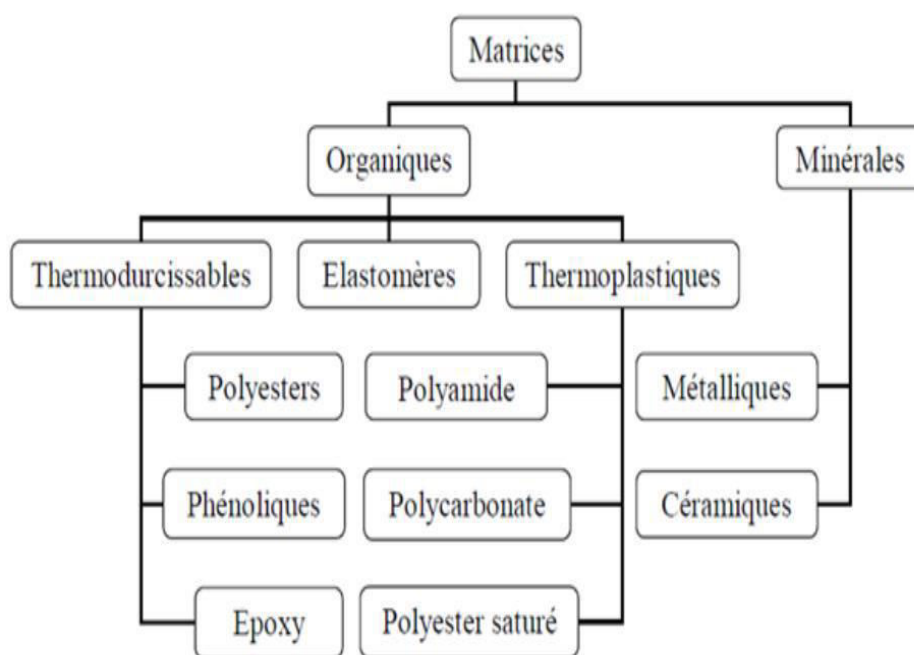 Matrices
Organiques
Minérales
Thermodurcissables
Elastomères
Thermoplastiques
Polyesters
Polyamide
Métalliques
Phénoliques
Polycarbonate
Céramiques
Epoxy
Polyester saturé